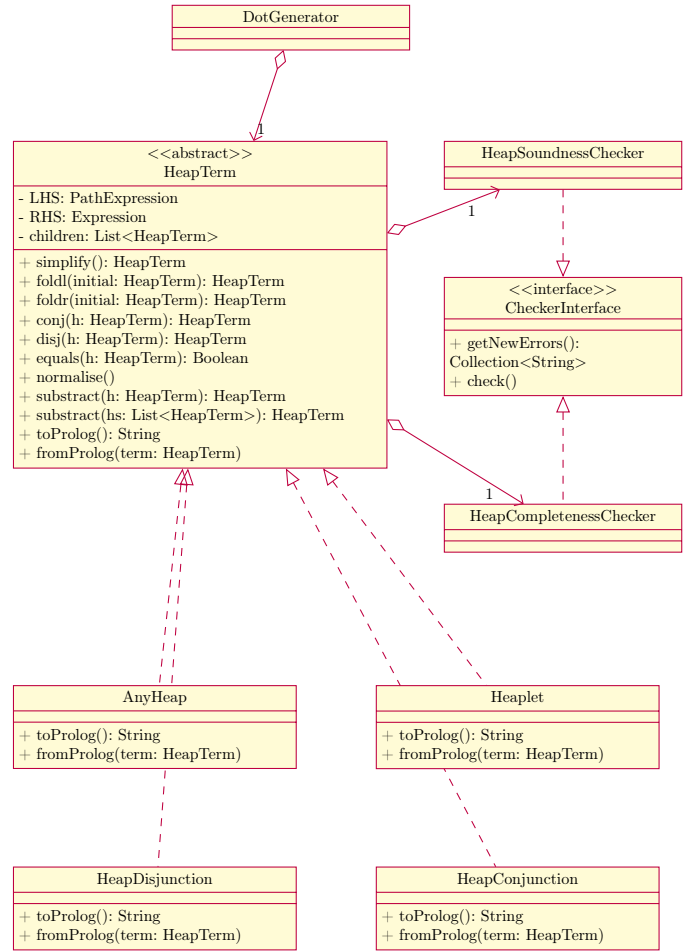 DotGenerator
1
<<abstract>>
HeapTerm
- LHS: PathExpression
- RHS: Expression
- children: List<HeapTerm>
+ simplify(): HeapTerm
+ foldl(initial: HeapTerm): HeapTerm
+ foldr(initial: HeapTerm): HeapTerm
+ conj(h: HeapTerm): HeapTerm
+ disj(h: HeapTerm): HeapTerm
+ equals(h: HeapTerm): Boolean
+ normalise()
+ substract(h: HeapTerm): HeapTerm
+ substract(hs: List<HeapTerm>): HeapTerm
+ toProlog(): String
+ fromProlog(term: HeapTerm)
HeapSoundnessChecker
1
<<interface>>
CheckerInterface
+ getNewErrors():
Collection<String>
+ check()
1
HeapCompletenessChecker
AnyHeap
+ toProlog(): String
+ fromProlog(term: HeapTerm)
Heaplet
+ toProlog(): String
+ fromProlog(term: HeapTerm)
HeapDisjunction
+ toProlog(): String
+ fromProlog(term: HeapTerm)
HeapConjunction
+ toProlog(): String
+ fromProlog(term: HeapTerm)